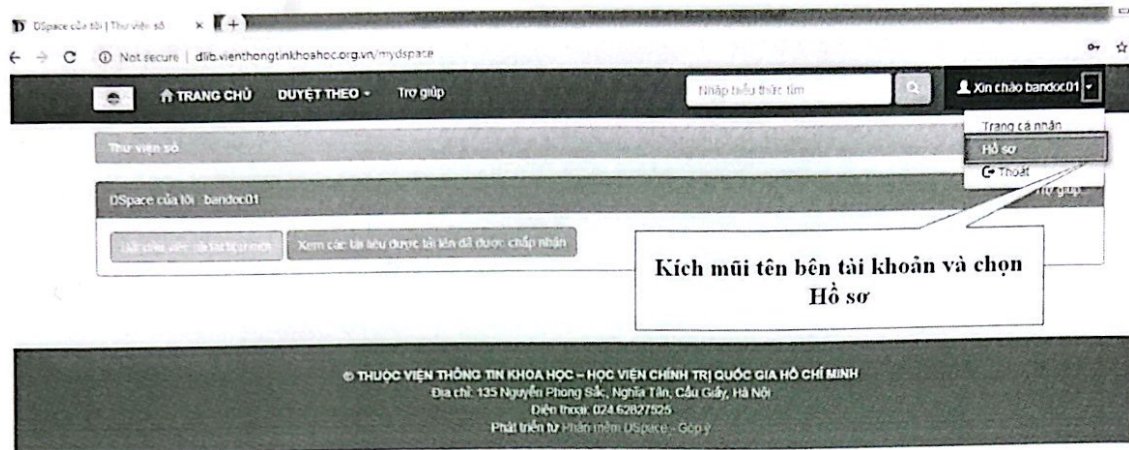 DSpace của tôi | Thư viện số
Not secure | dlib.vienthongtinkhoahoc.org.vn/mydspace
TRANG CHỦ DUYỆT THEO Trợ giúp Nhập biểu thức tìm Xin chào bandoc01
Trang cá nhân
Thư viện số
Hồ sơ
Thoát
DSpace của tôi : bandoc01 Trợ giúp...
Xem các tài liệu được tải lên đã được chấp nhận
Kích mũi tên bên tài khoản và chọn
Hồ sơ
© THUỘC VIỆN THÔNG TIN KHOA HỌC – HỌC VIỆN CHÍNH TRỊ QUỐC GIA HỒ CHÍ MINH
Địa chỉ: 135 Nguyễn Phong Sắc, Nghĩa Tân, Cầu Giấy, Hà Nội
Điện thoại: 024.62827525
Phát triển từ Phần mềm DSpace - Góp ý